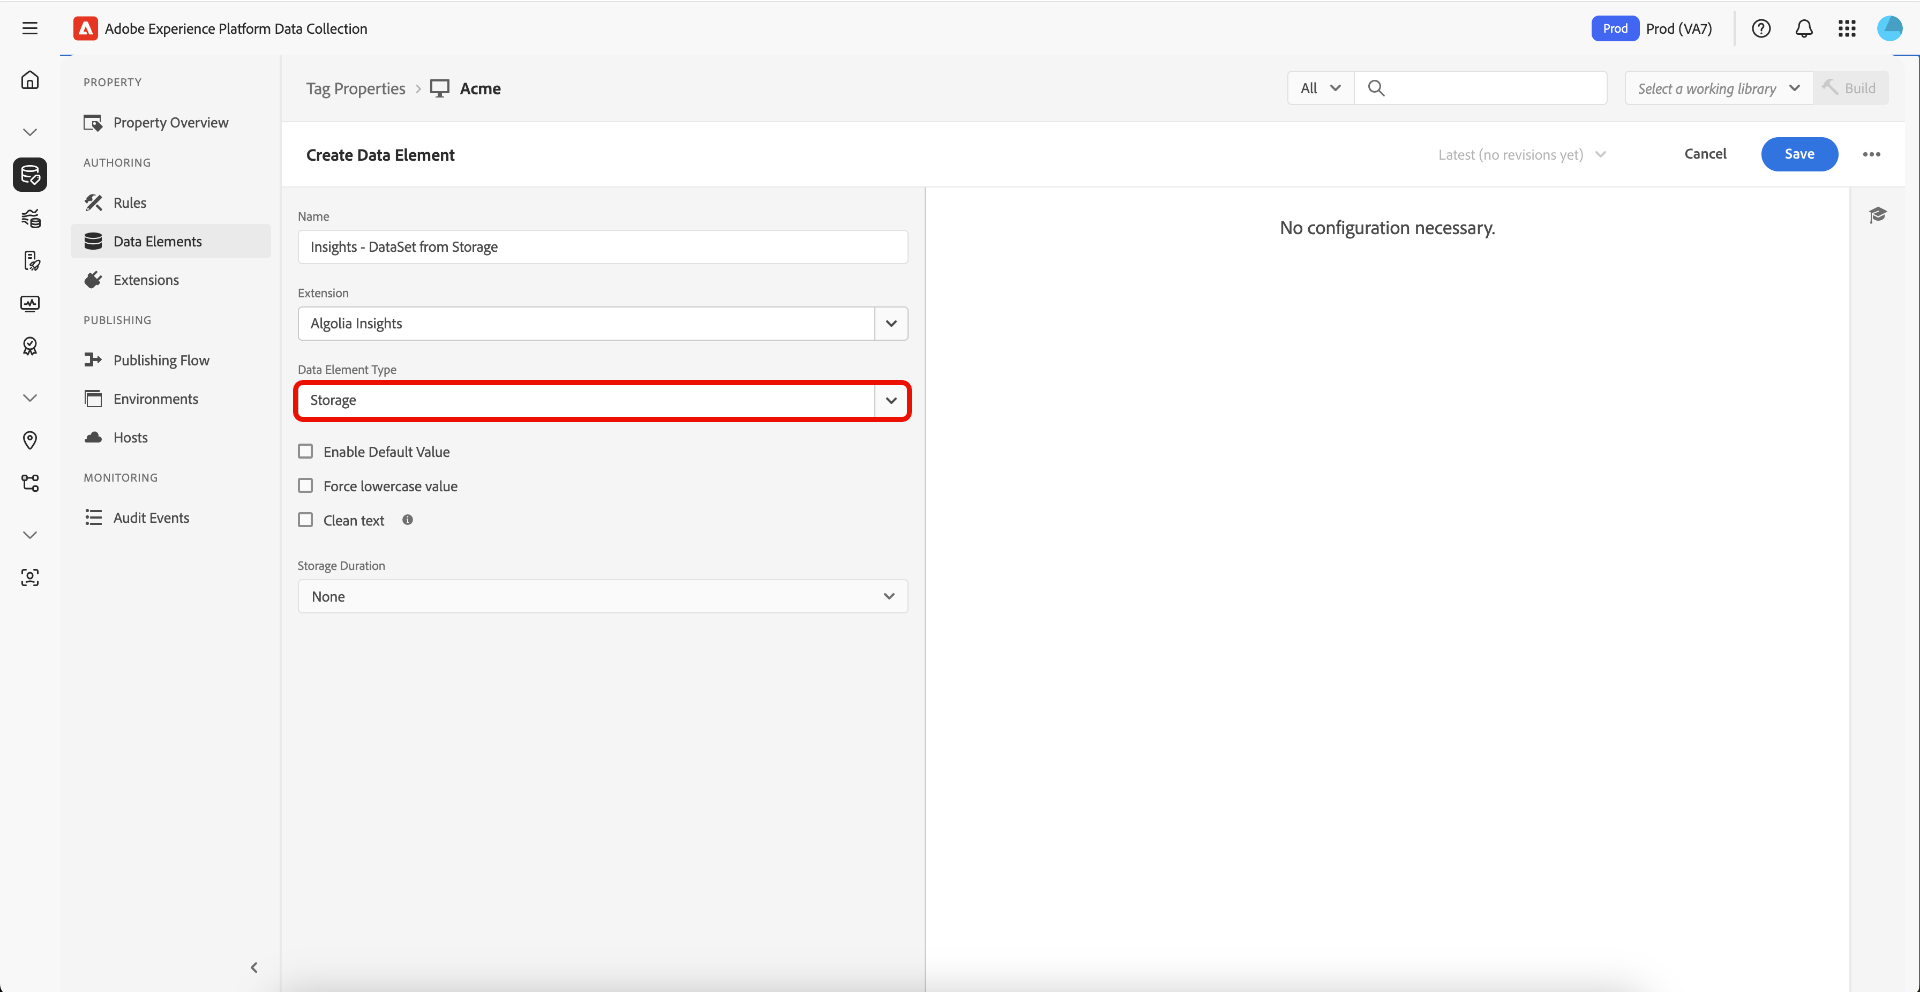 Adobe Experience Platform Data Collection
Prod
Prod (VA7)
PROPERTY
Property Overview
AUTHORING
Rules
Data Elements
Extensions
PUBLISHING
Publishing Flow
Environments
Hosts
MONITORING
Audit Events
Tag Properties > Acme
All
Select a working library
Build
Create Data Element
Latest (no revisions yet)
Cancel
Save
Name
Insights - DataSet from Storage
Extension
Algolia Insights
Data Element Type
Storage
Enable Default Value
Force lowercase value
Clean text
Storage Duration
None
No configuration necessary.